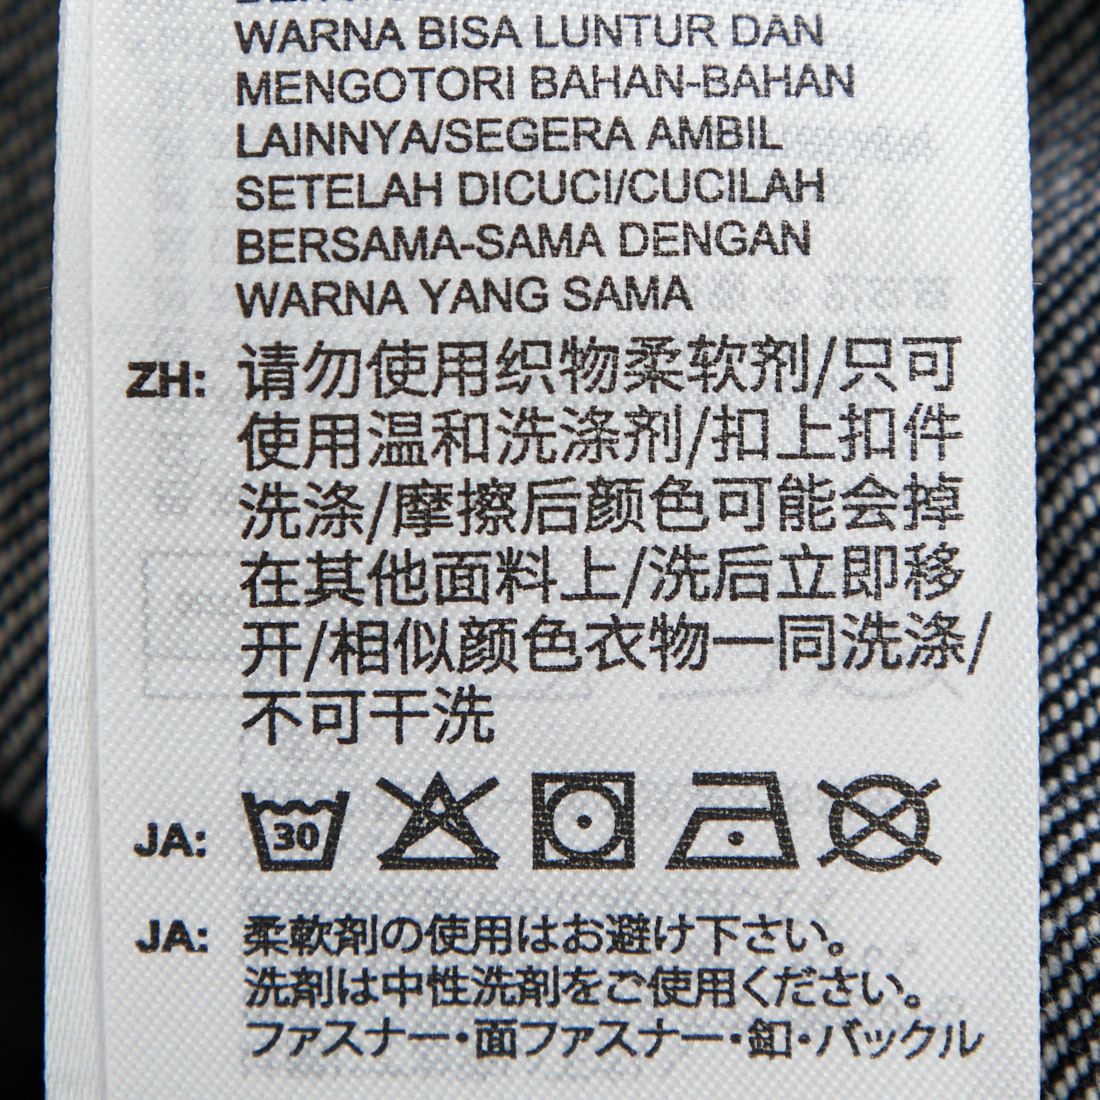 WARNA BISA LUNTUR DAN
MENGOTORI BAHAN-BAHAN
LAINNYA/SEGERA AMBIL
SETELAH DICUCI/CUCILAH
BERSAMA-SAMA DENGAN
WARNA YANG SAMA
ZH: 请勿使用织物柔软剂/只可
使用温和洗涤剂/扣上扣件
洗涤/摩擦后颜色可能会掉
在其他面料上/洗后立即移
开/相似颜色衣物一同洗涤/
不可干洗
JA: 30
JA: 柔軟剤の使用はお避け下さい。
洗剤は中性洗剤をご使用ください。
ファスナー・面ファスナー・釦・バックル